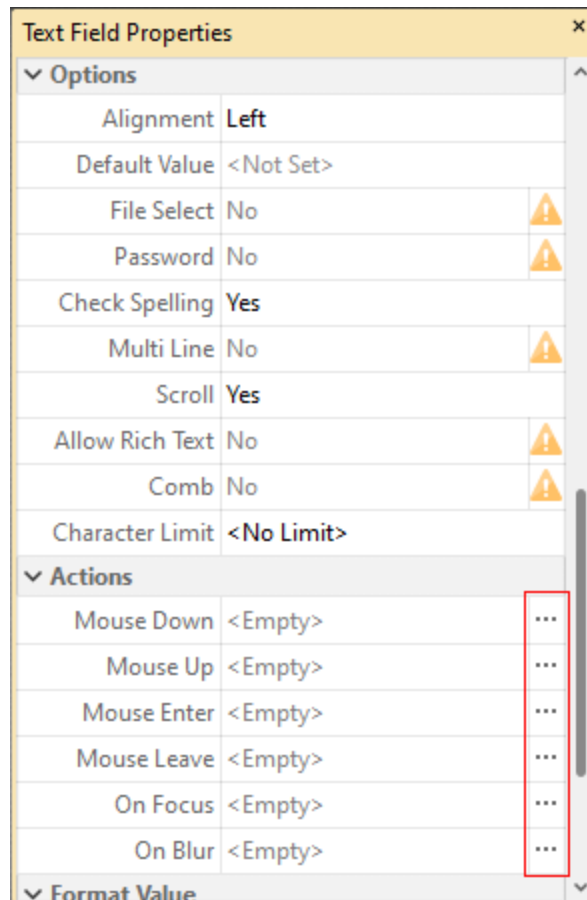 Text Field Properties ×
Options
Alignment Left
Default Value <Not Set>
File Select No
Password No
Check Spelling Yes
Multi Line No
Scroll Yes
Allow Rich Text No
Comb No
Character Limit <No Limit>
Actions
Mouse Down <Empty> ...
Mouse Up <Empty> ...
Mouse Enter <Empty> ...
Mouse Leave <Empty> ...
On Focus <Empty> ...
On Blur <Empty> ...
Format Value